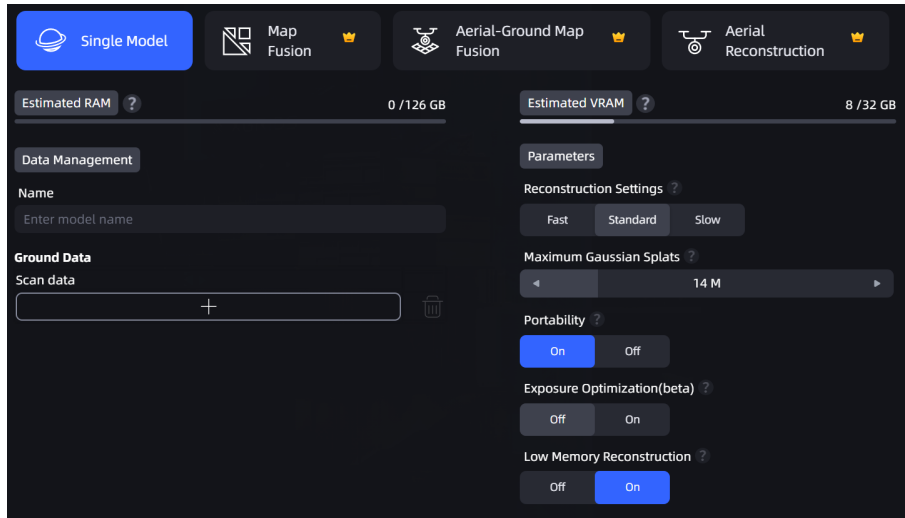 Single Model
Map
Fusion
Aerial-Ground Map
Fusion
Aerial
Reconstruction
Estimated RAM ?
0 /126 GB
Data Management
Name
Enter model name
Ground Data
Scan data
Estimated VRAM ?
8 /32 GB
Parameters
Reconstruction Settings ?
Fast Standard Slow
Maximum Gaussian Splats ?
14 M
Portability ?
On Off
Exposure Optimization(beta) ?
Off On
Low Memory Reconstruction ?
Off On